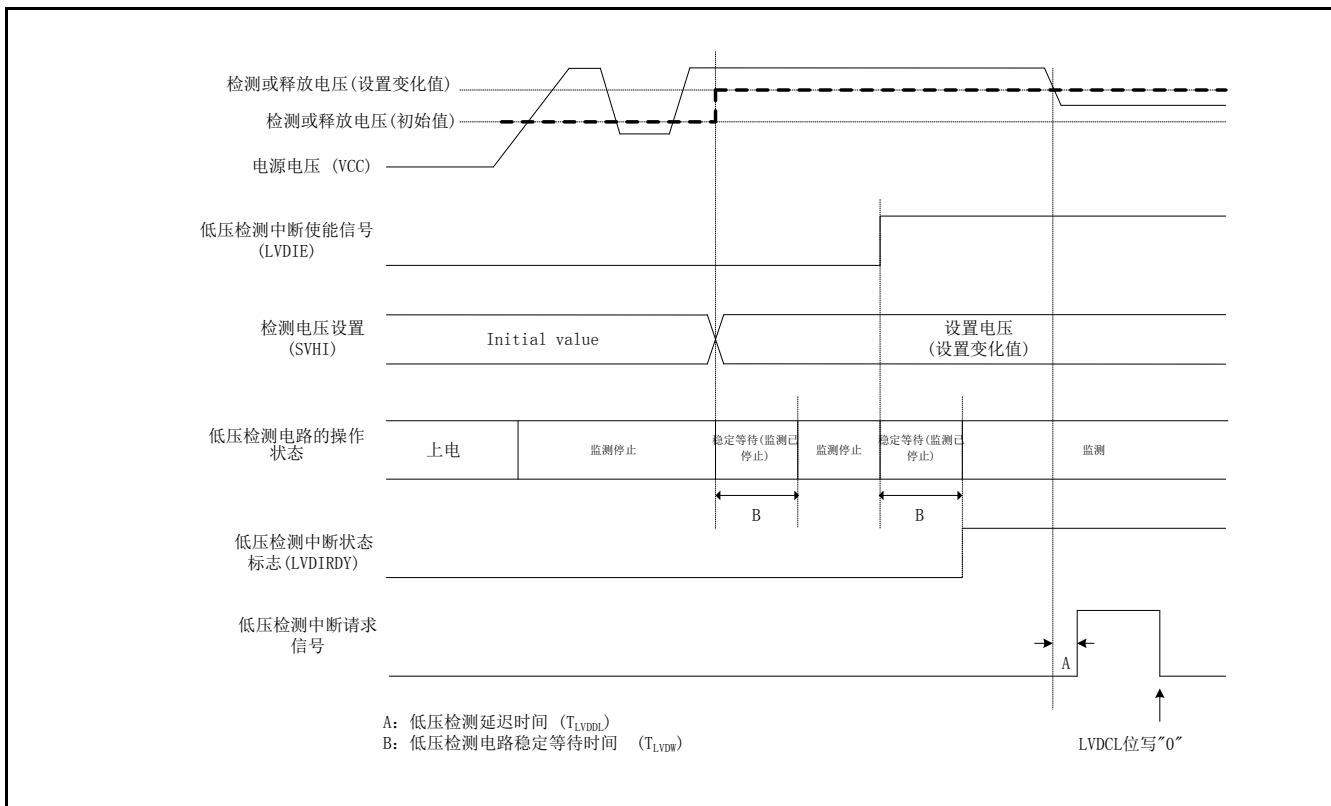 检测或释放电压(设置变化值)
检测或释放电压(初始值)
电源电压 (VCC)
低压检测中断使能信号
(LVDIE)
检测电压设置
(SVHI)
Initial value
设置电压
(设置变化值)
低压检测电路的操作
状态
上电
监测停止
稳定等待(监测已
停止)
监测停止
稳定等待(监测已
停止)
监测
B
B
低压检测中断状态
标志(LVDIRDY)
低压检测中断请求
信号
A
A: 低压检测延迟时间 (TLVDDL)
B: 低压检测电路稳定等待时间 (TLVDW)
LVDCL位写"0"